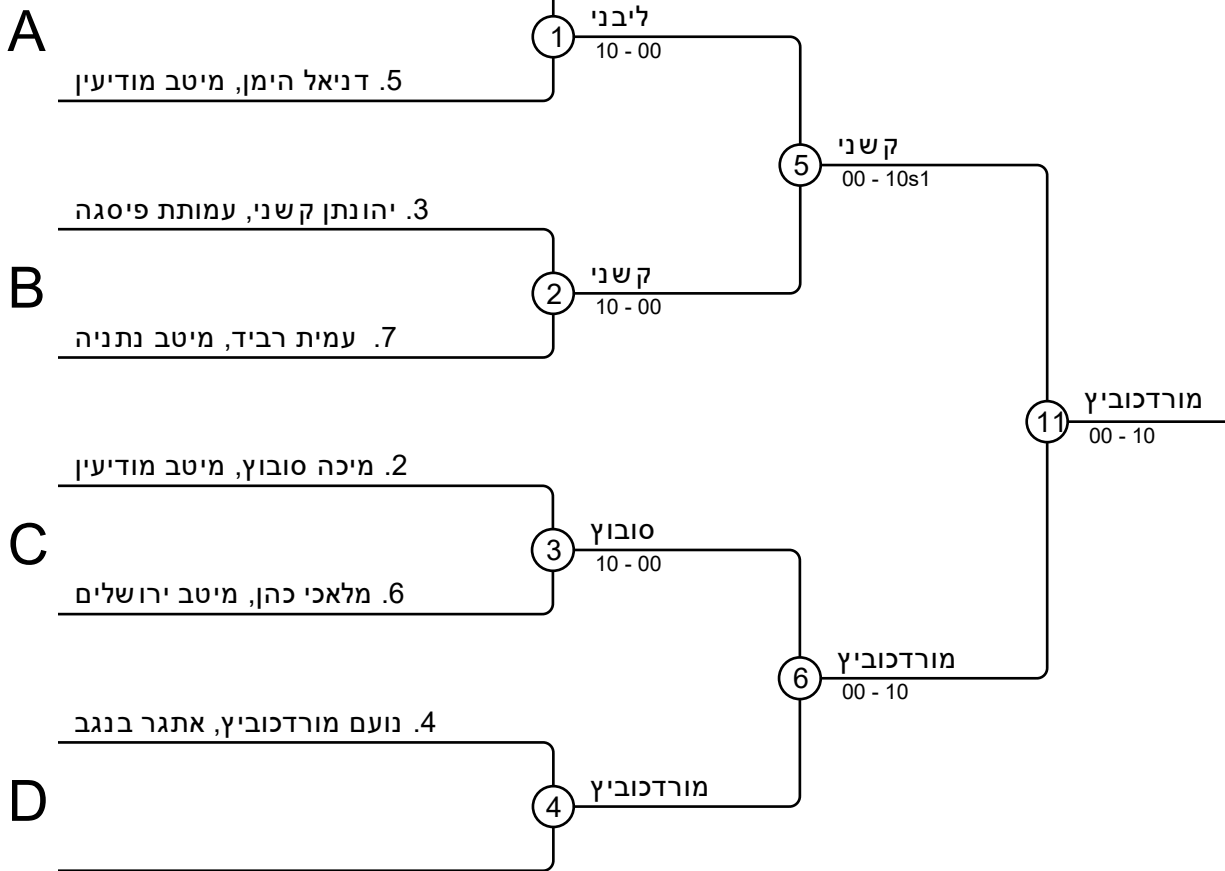 A
1
ליבני
10 - 00
5. דניאל הימן, מיטב מודיעין
5
קשני
00 - 10s1
3. יהונתן קשני, עמותת פיסגה
B
2
קשני
10 - 00
7. עמית רביד, מיטב נתניה
11
מורדכוביץ
00 - 10
2. מיכה סובוץ, מיטב מודיעין
C
3
סובוץ
10 - 00
6. מלאכי כהן, מיטב ירושלים
6
מורדכוביץ
00 - 10
4. נועם מורדכוביץ, אתגר בנגב
D
4
מורדכוביץ